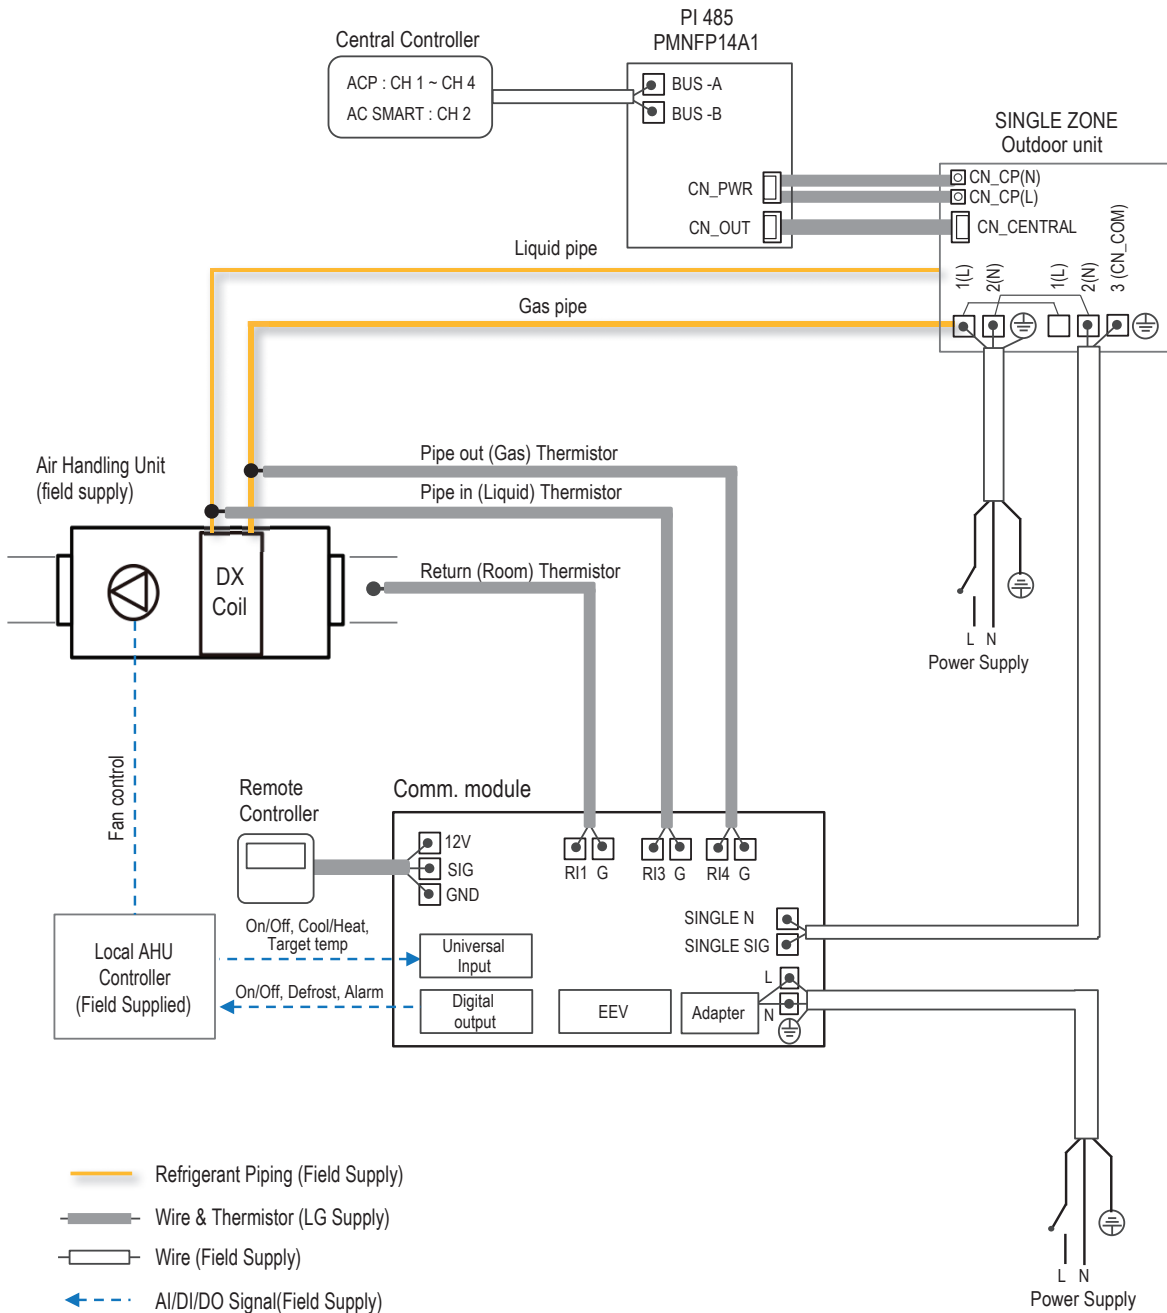 PI 485
PMNFP14A1
Central Controller
ACP : CH 1 ~ CH 4
AC SMART : CH 2
BUS -A
BUS -B
CN_PWR
CN_OUT
SINGLE ZONE
Outdoor unit
CN_CP(N)
CN_CP(L)
CN_CENTRAL
1(L)
2(N)
1(L)
2(N)
3 (CN_COM)
Liquid pipe
Gas pipe
Air Handling Unit
(field supply)
Pipe out (Gas) Thermistor
Pipe in (Liquid) Thermistor
Return (Room) Thermistor
DX
Coil
L N
Power Supply
Fan control
Remote
Controller
Comm. module
12V
SIG
GND
RI1 G
RI3 G
RI4 G
SINGLE N
SINGLE SIG
L
N
Local AHU
Controller
(Field Supplied)
On/Off, Cool/Heat,
Target temp
On/Off, Defrost, Alarm
Universal
Input
Digital
output
EEV
Adapter
Refrigerant Piping (Field Supply)
Wire & Thermistor (LG Supply)
Wire (Field Supply)
AI/DI/DO Signal(Field Supply)
L N
Power Supply